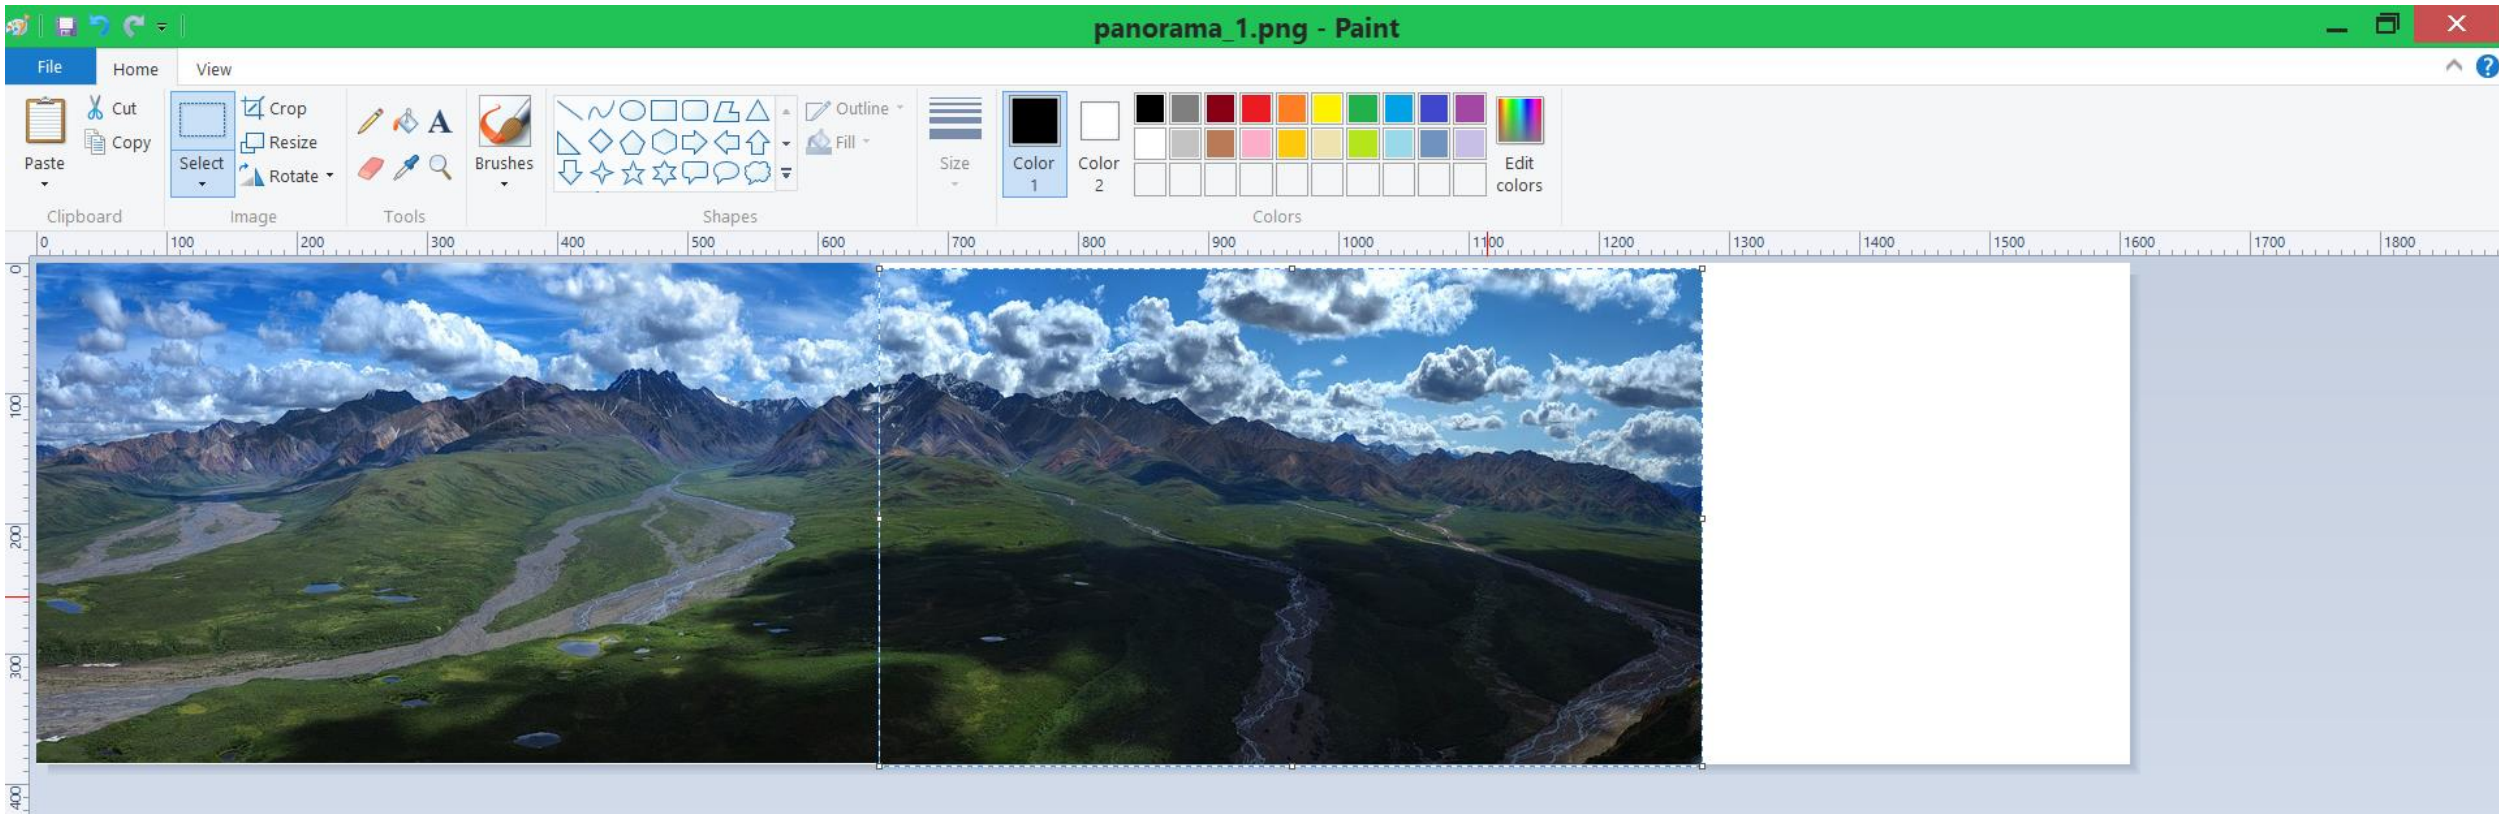 panorama_1.png - Paint
File Home View
Cut Crop Outline
Copy Resize Fill
Paste Select Rotate Brushes Size Color Color Edit
1 2 colors
Clipboard Image Tools Shapes Colors
0 100 200 300 400 500 600 700 800 900 1000 1100 1200 1300 1400 1500 1600 1700 1800
0
100
200
300
400